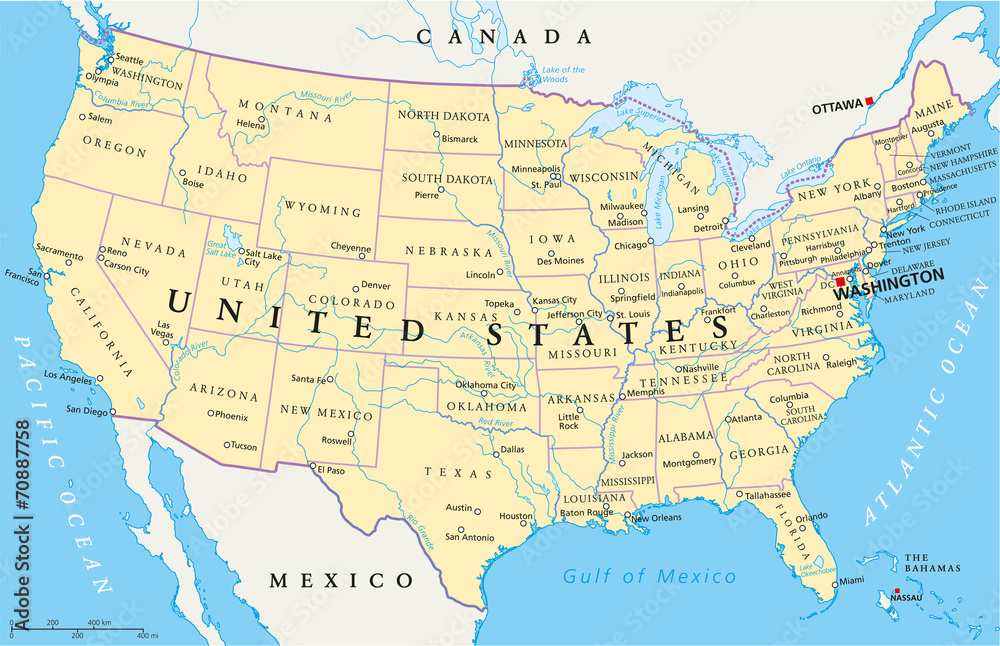 CANADA
Seattle
WASHINGTON
Olympia
Columbia River
Salem
OREGON
MONTANA
Missouri River
Helena
IDAHO
Boise
WYOMING
Cheyenne
NORTH DAKOTA
Bismarck
SOUTH DAKOTA
Pierre
NEBRASKA
Lincoln
Missouri River
Lake of the
Woods
MINNESOTA
Minneapolis
St. Paul
Lake Superior
WISCONSIN
Milwaukee
Madison
MICHIGAN
Lake Michigan
Lake Huron
Lansing
Detroit
Lake Erie
Lake Ontario
OTTAWA
MAINE
Augusta
Montpelier
VERMONT
NEW HAMPSHIRE
Concord
MASSACHUSETTS
Boston
Providence
Hartford
RHODE ISLAND
CONNECTICUT
NEW YORK
Albany
New York
Trenton
NEW JERSEY
PENNSYLVANIA
Harrisburg
Pittsburgh
Philadelphia
Dover
DELAWARE
Annapolis
DC
WASHINGTON
MARYLAND
NEVADA
Reno
Carson City
Sacramento
San
Francisco
CALIFORNIA
Las
Vegas
Los Angeles
San Diego
Great
Salt Lake
Salt Lake
City
UTAH
Denver
COLORADO
Colorado River
IOWA
Des Moines
Chicago
ILLINOIS
Springfield
INDIANA
Indianapolis
OHIO
Cleveland
Columbus
WEST
VIRGINIA
Charleston
Richmond
VIRGINIA
Topeka
KANSAS
Kansas City
Jefferson City
St. Louis
MISSOURI
Frankfort
KENTUCKY
UNITED STATES
ARIZONA
Phoenix
Tucson
Santa Fe
NEW MEXICO
Roswell
El Paso
Arkansas River
Oklahoma City
OKLAHOMA
Red River
ARKANSAS
Little
Rock
Memphis
Nashville
TENNESSEE
NORTH
CAROLINA
Raleigh
Columbia
SOUTH
CAROLINA
Mississippi River
Jackson
MISSISSIPPI
ALABAMA
Montgomery
Atlanta
GEORGIA
TEXAS
Dallas
Austin
Houston
San Antonio
Rio Grande
LOUISIANA
Baton Rouge
New Orleans
Tallahassee
FLORIDA
Orlando
Lake
Okeechobee
Miami
THE
BAHAMAS
NASSAU
MEXICO
Gulf of Mexico
PACIFIC OCEAN
ATLANTIC OCEAN
0 200 400 km
0 200 400 mi
Adobe Stock | #70887758